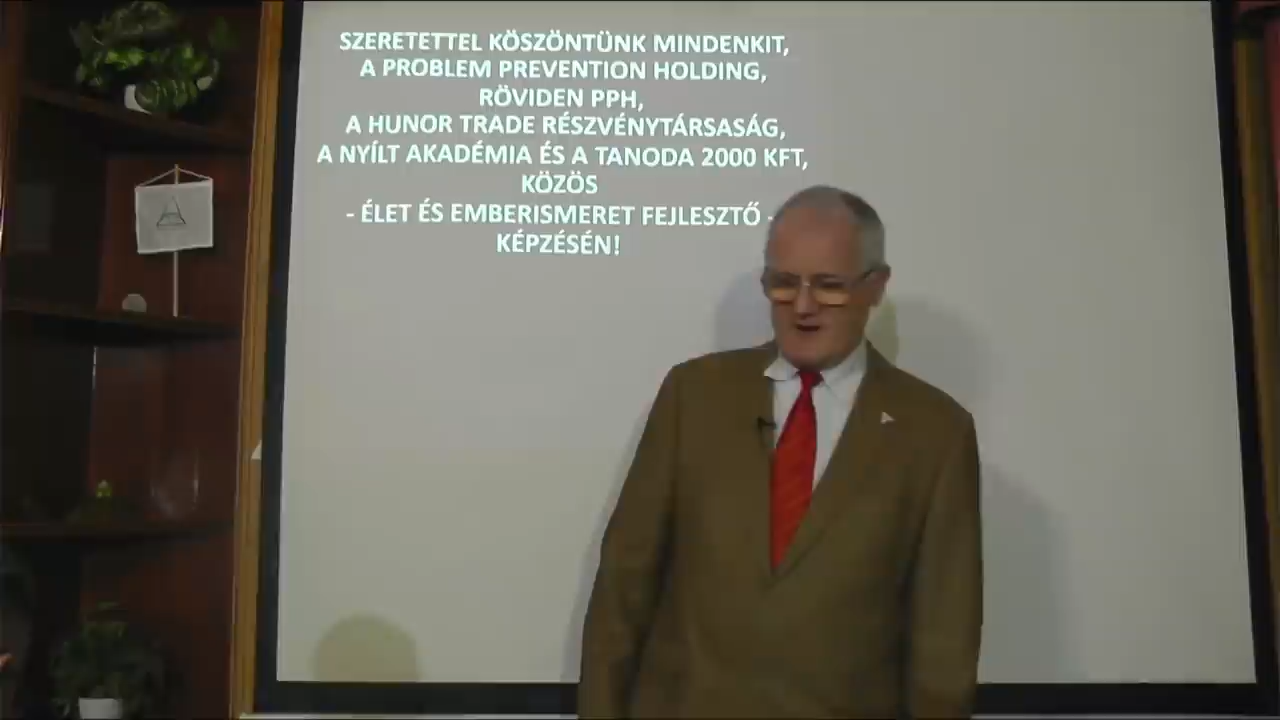 SZERETETTEL KÖSZÖNTÜNK MINDENKIT,
A PROBLEM PREVENTION HOLDING,
RÖVIDEN PPH,
A HUNOR TRADE RÉSZVÉNYTÁRSASÁG,
A NYÍLT AKADÉMIA ÉS A TANODA 2000 KFT,
KÖZÖS
- ÉLET ÉS EMBERISMERET FEJLESZTŐ -
KÉPZÉSÉN!